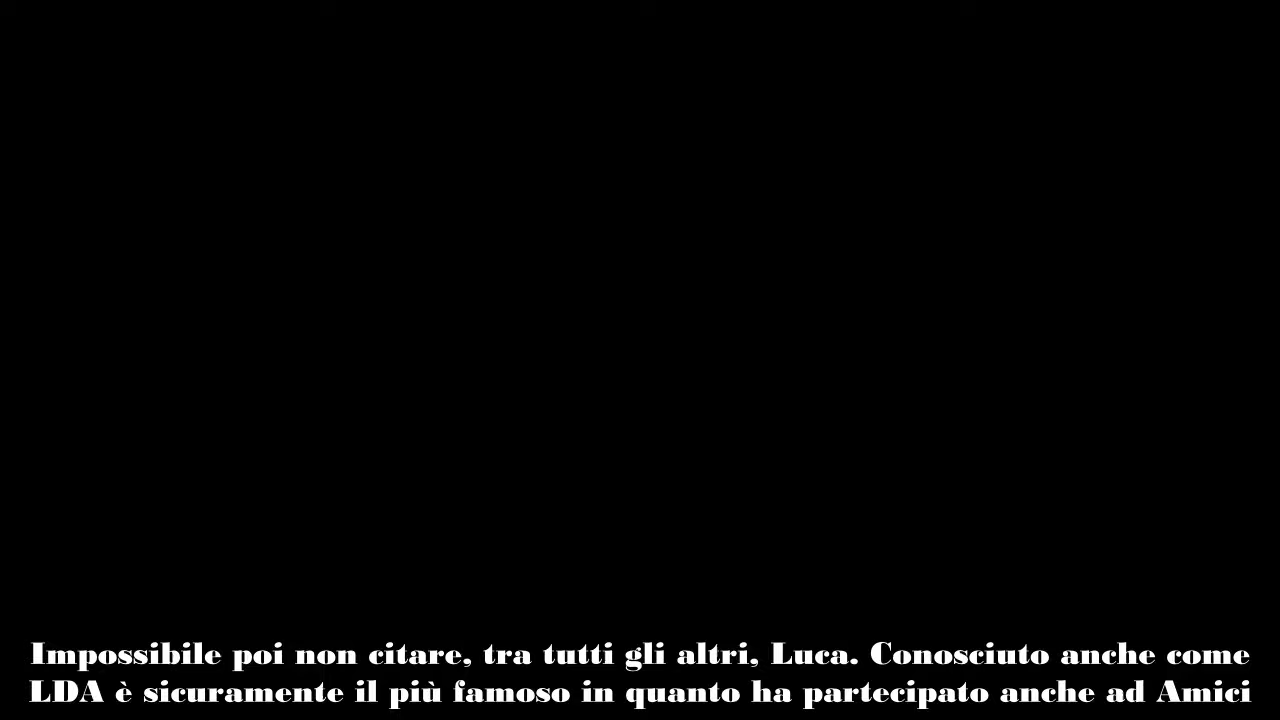 Impossibile poi non citare, tra tutti gli altri, Luca. Conosciuto anche come
LDA è sicuramente il più famoso in quanto ha partecipato anche ad Amici